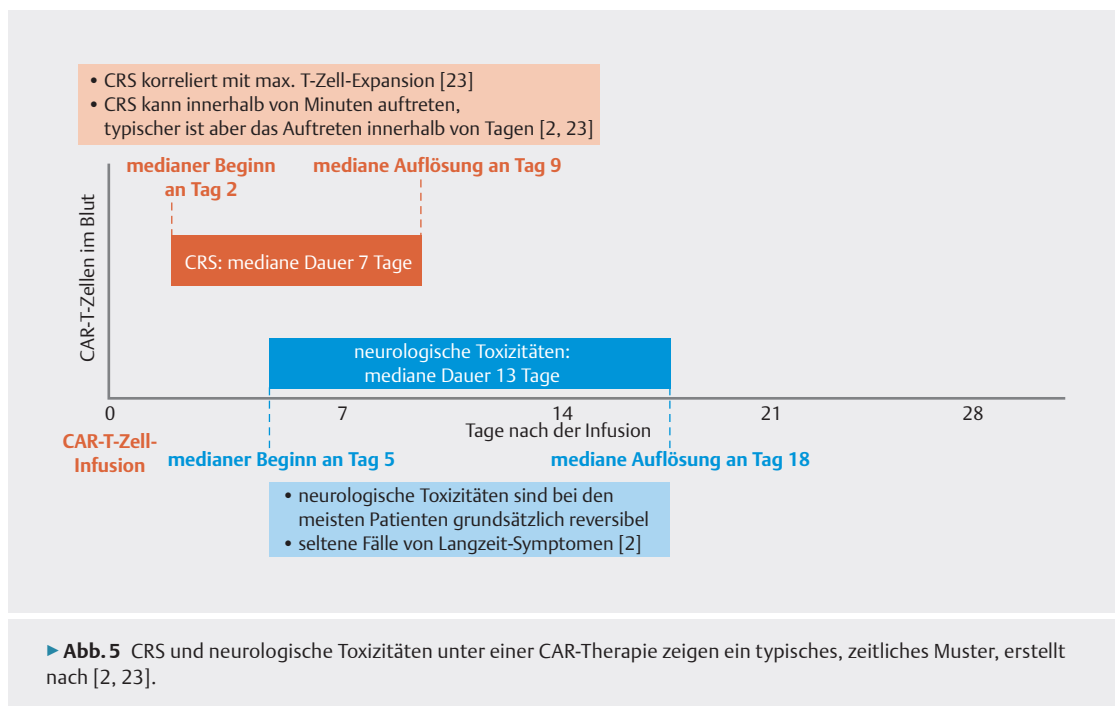 • CRS korreliert mit max. T-Zell-Expansion [23]
• CRS kann innerhalb von Minuten auftreten,
typischer ist aber das Auftreten innerhalb von Tagen [2, 23]
medianer Beginn
an Tag 2
mediane Auflösung an Tag 9
CAR-T-Zellen im Blut
CRS: mediane Dauer 7 Tage
neurologische Toxizitäten:
mediane Dauer 13 Tage
0 7 14 21 28
Tage nach der Infusion
CAR-T-Zell-
Infusion
medianer Beginn an Tag 5
mediane Auflösung an Tag 18
• neurologische Toxizitäten sind bei den
meisten Patienten grundsätzlich reversibel
• seltene Fälle von Langzeit-Symptomen [2]
▶ Abb. 5 CRS und neurologische Toxizitäten unter einer CAR-Therapie zeigen ein typisches, zeitliches Muster, erstellt
nach [2, 23].